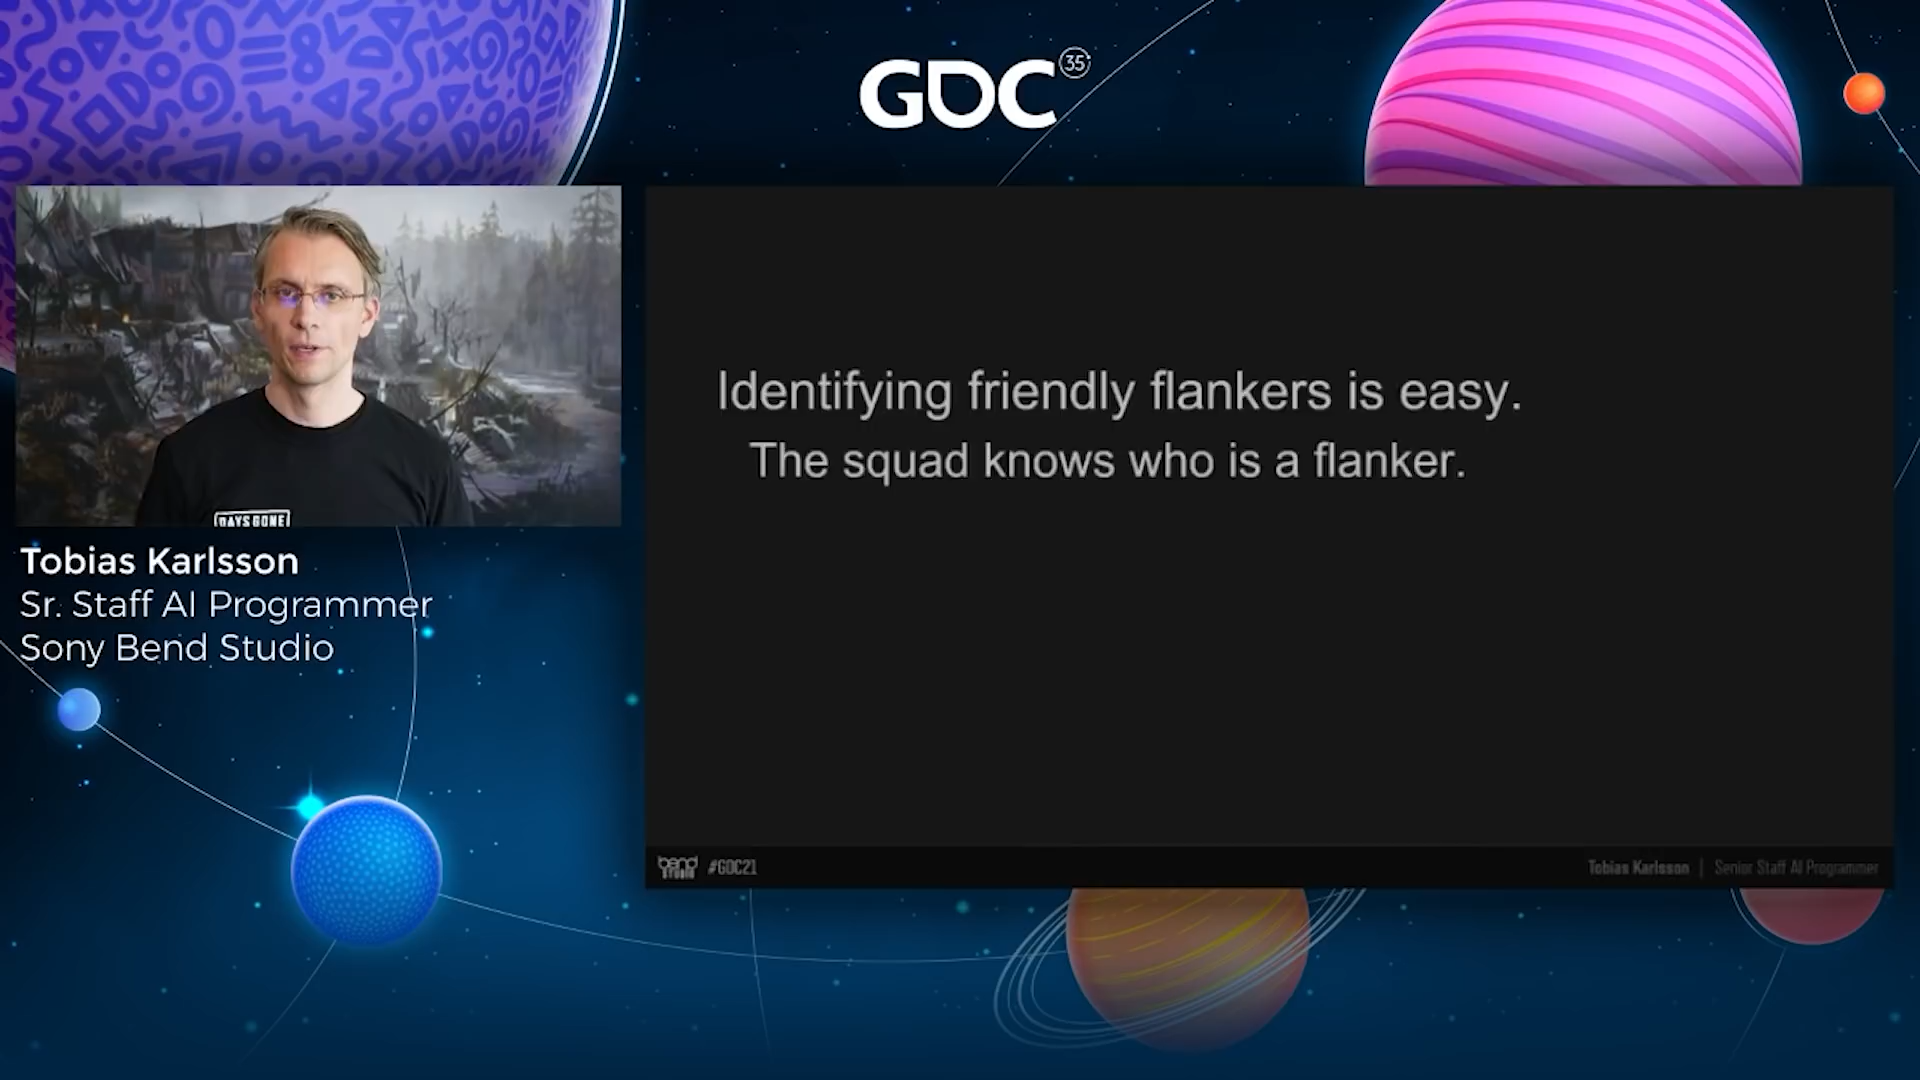 GDC 35
DAYS GONE
Tobias Karlsson
Sr. Staff AI Programmer
Sony Bend Studio
Identifying friendly flankers is easy.
The squad knows who is a flanker.
bend STUDIO #GDC21
Tobias Karlsson | Senior Staff AI Programmer